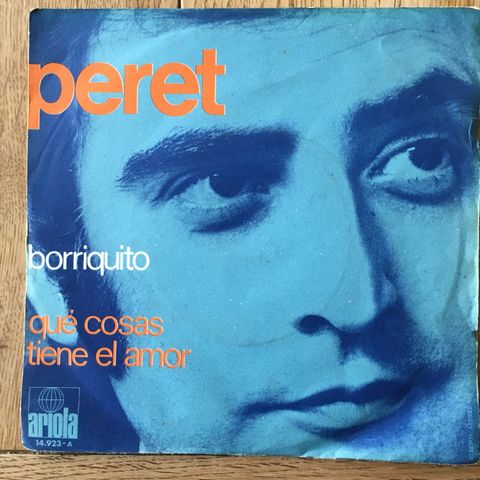 peret
borriquito
qué cosas
tiene el amor
ariola
14.923-A